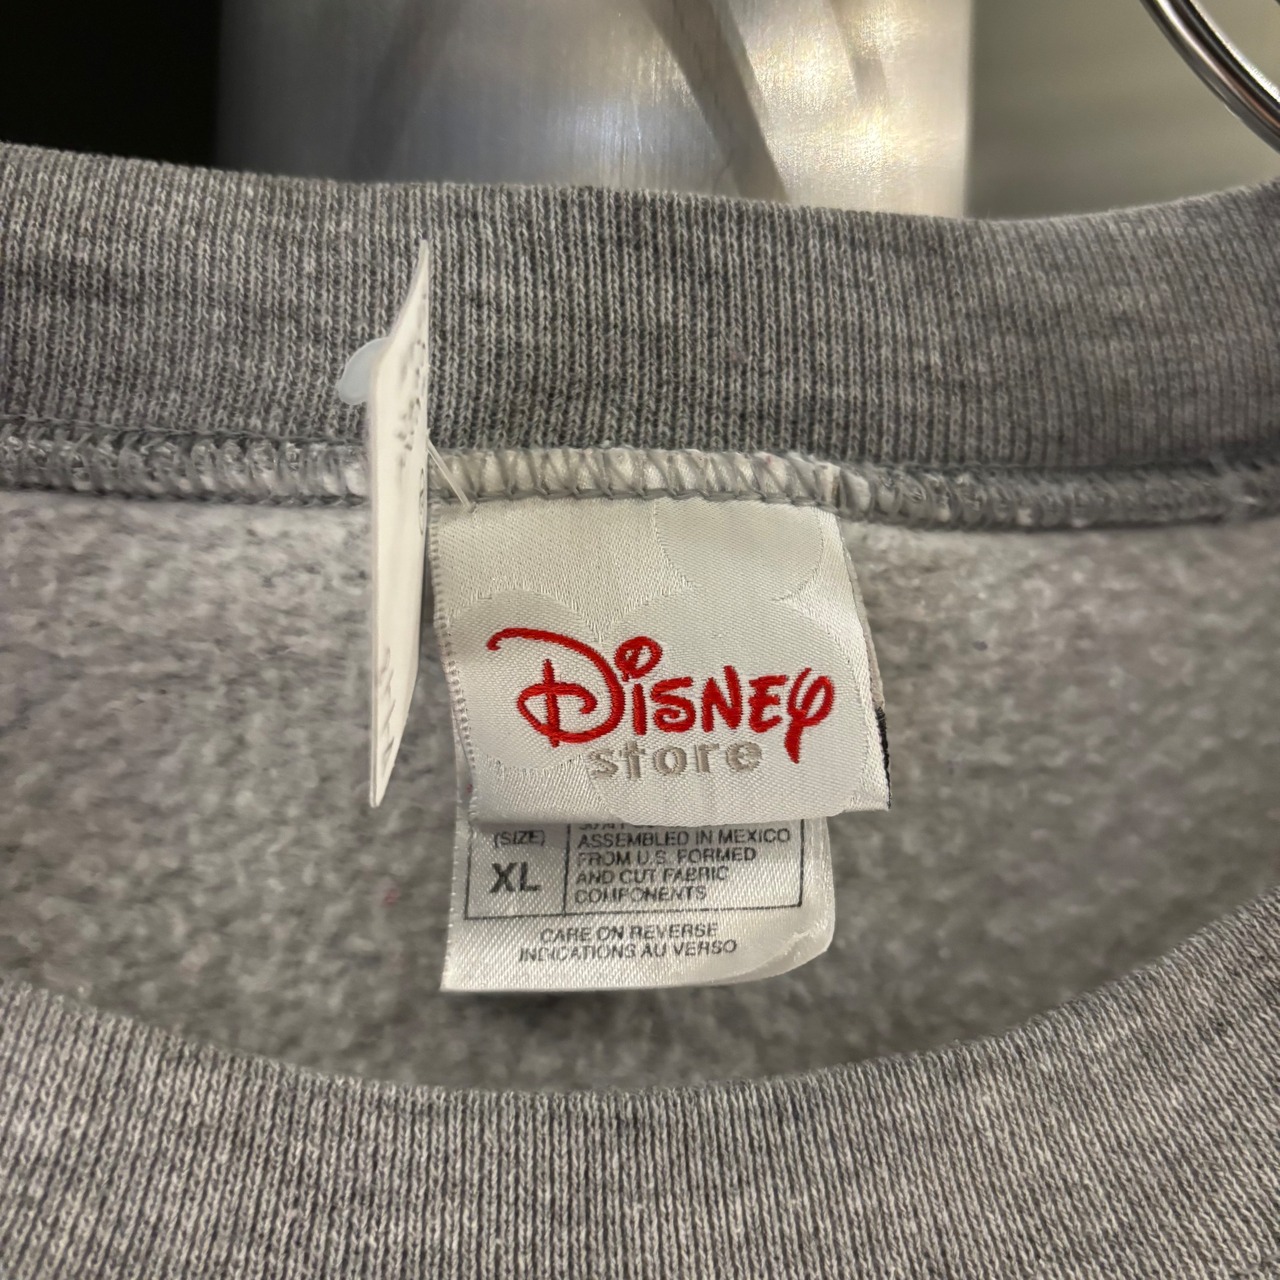 Disney
store
(SIZE)
XL
ASSEMBLED IN MEXICO
FROM U.S. FORMED
AND CUT FABRIC
COMPONENTS
CARE ON REVERSE
INDICATIONS AU VERSO